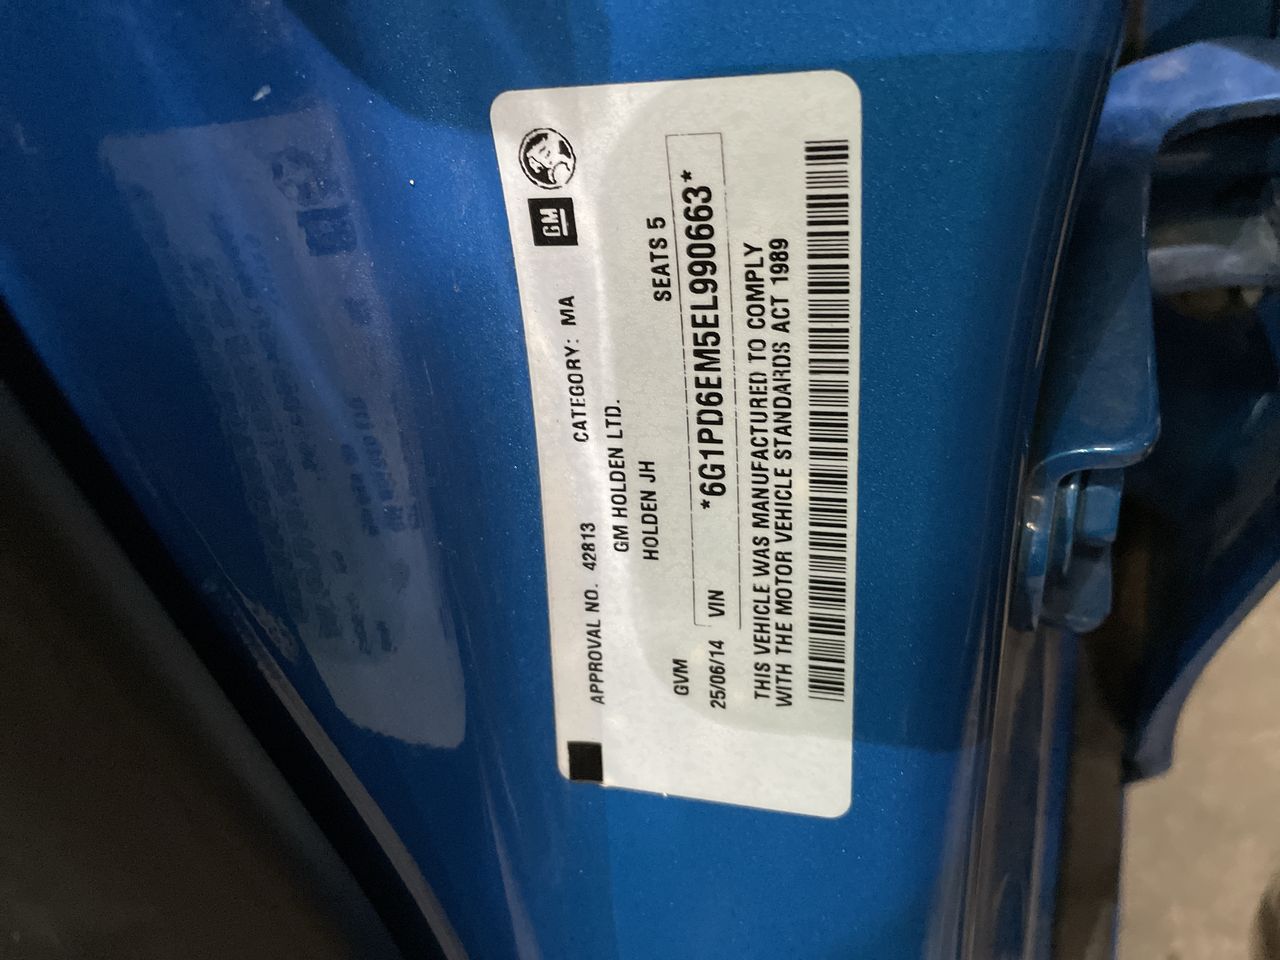 GM
APPROVAL NO. 42813 CATEGORY: MA
GM HOLDEN LTD.
HOLDEN JH SEATS 5
GVM
25/06/14 VIN *6G1PD6EM5EL990663*
THIS VEHICLE WAS MANUFACTURED TO COMPLY
WITH THE MOTOR VEHICLE STANDARDS ACT 1989